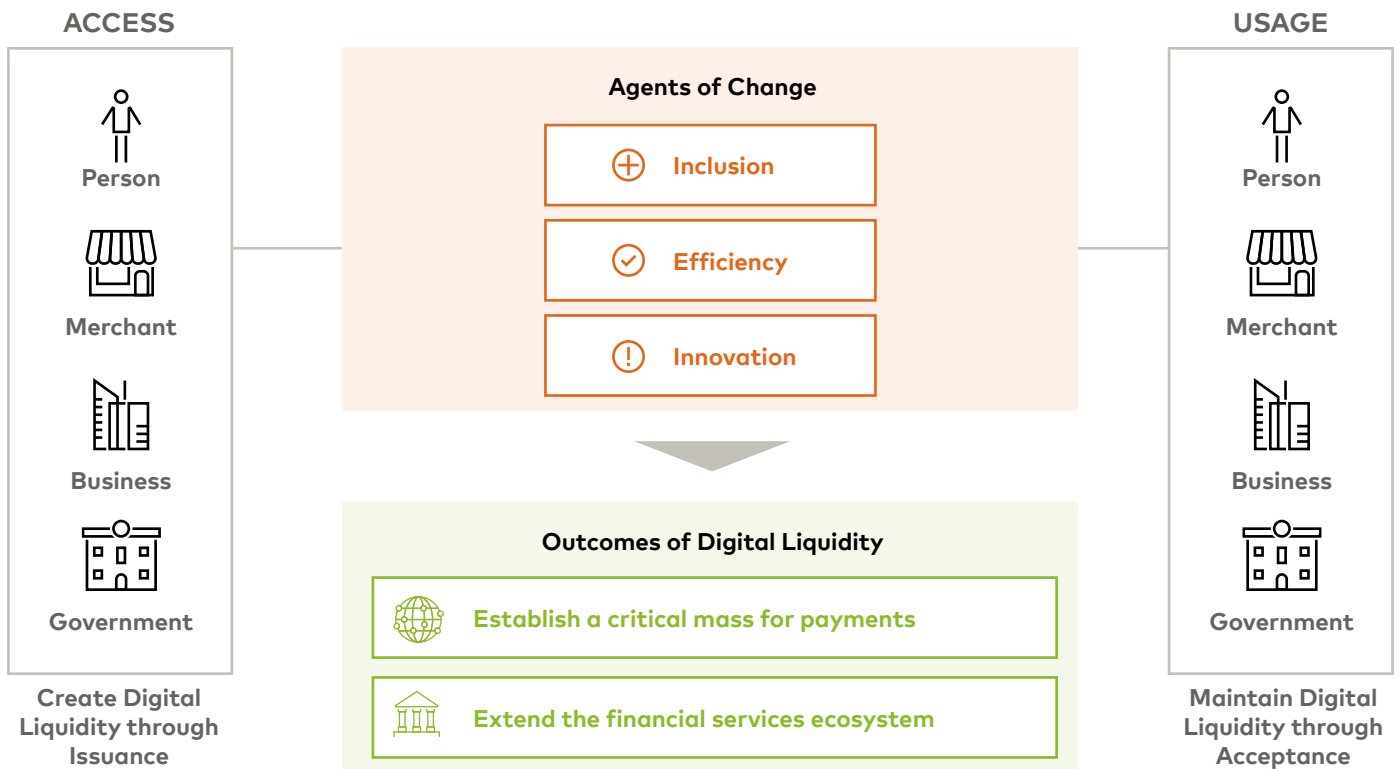 ACCESS
Person
Merchant
Business
Government
Create Digital
Liquidity through
Issuance
Agents of Change
Inclusion
Efficiency
Innovation
Outcomes of Digital Liquidity
Establish a critical mass for payments
Extend the financial services ecosystem
USAGE
Person
Merchant
Business
Government
Maintain Digital
Liquidity through
Acceptance